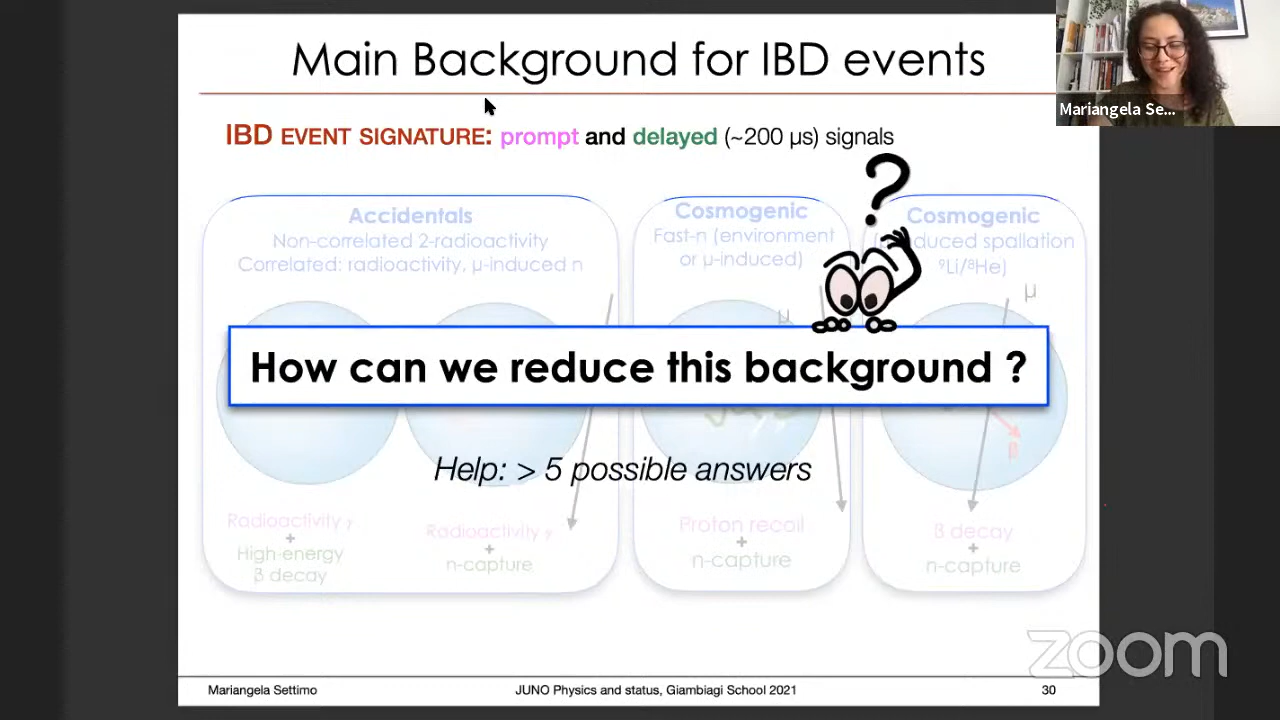 Main Background for IBD events
Mariangela Se...
IBD EVENT SIGNATURE: prompt and delayed (~200 µs) signals
?
Accidentals
Non-correlated 2-radioactivity
Correlated: radioactivity, µ-induced n
Cosmogenic
Fast-n (environment
or µ-induced)
µ
Cosmogenic
induced spallation
⁹Li/⁸He)
µ
How can we reduce this background ?
Help: > 5 possible answers
Radioactivity γ
+
High-energy
β decay
Radioactivity γ
+
n-capture
Proton recoil
+
n-capture
β decay
+
n-capture
zoom
Mariangela Settimo
JUNO Physics and status, Giambiagi School 2021
30